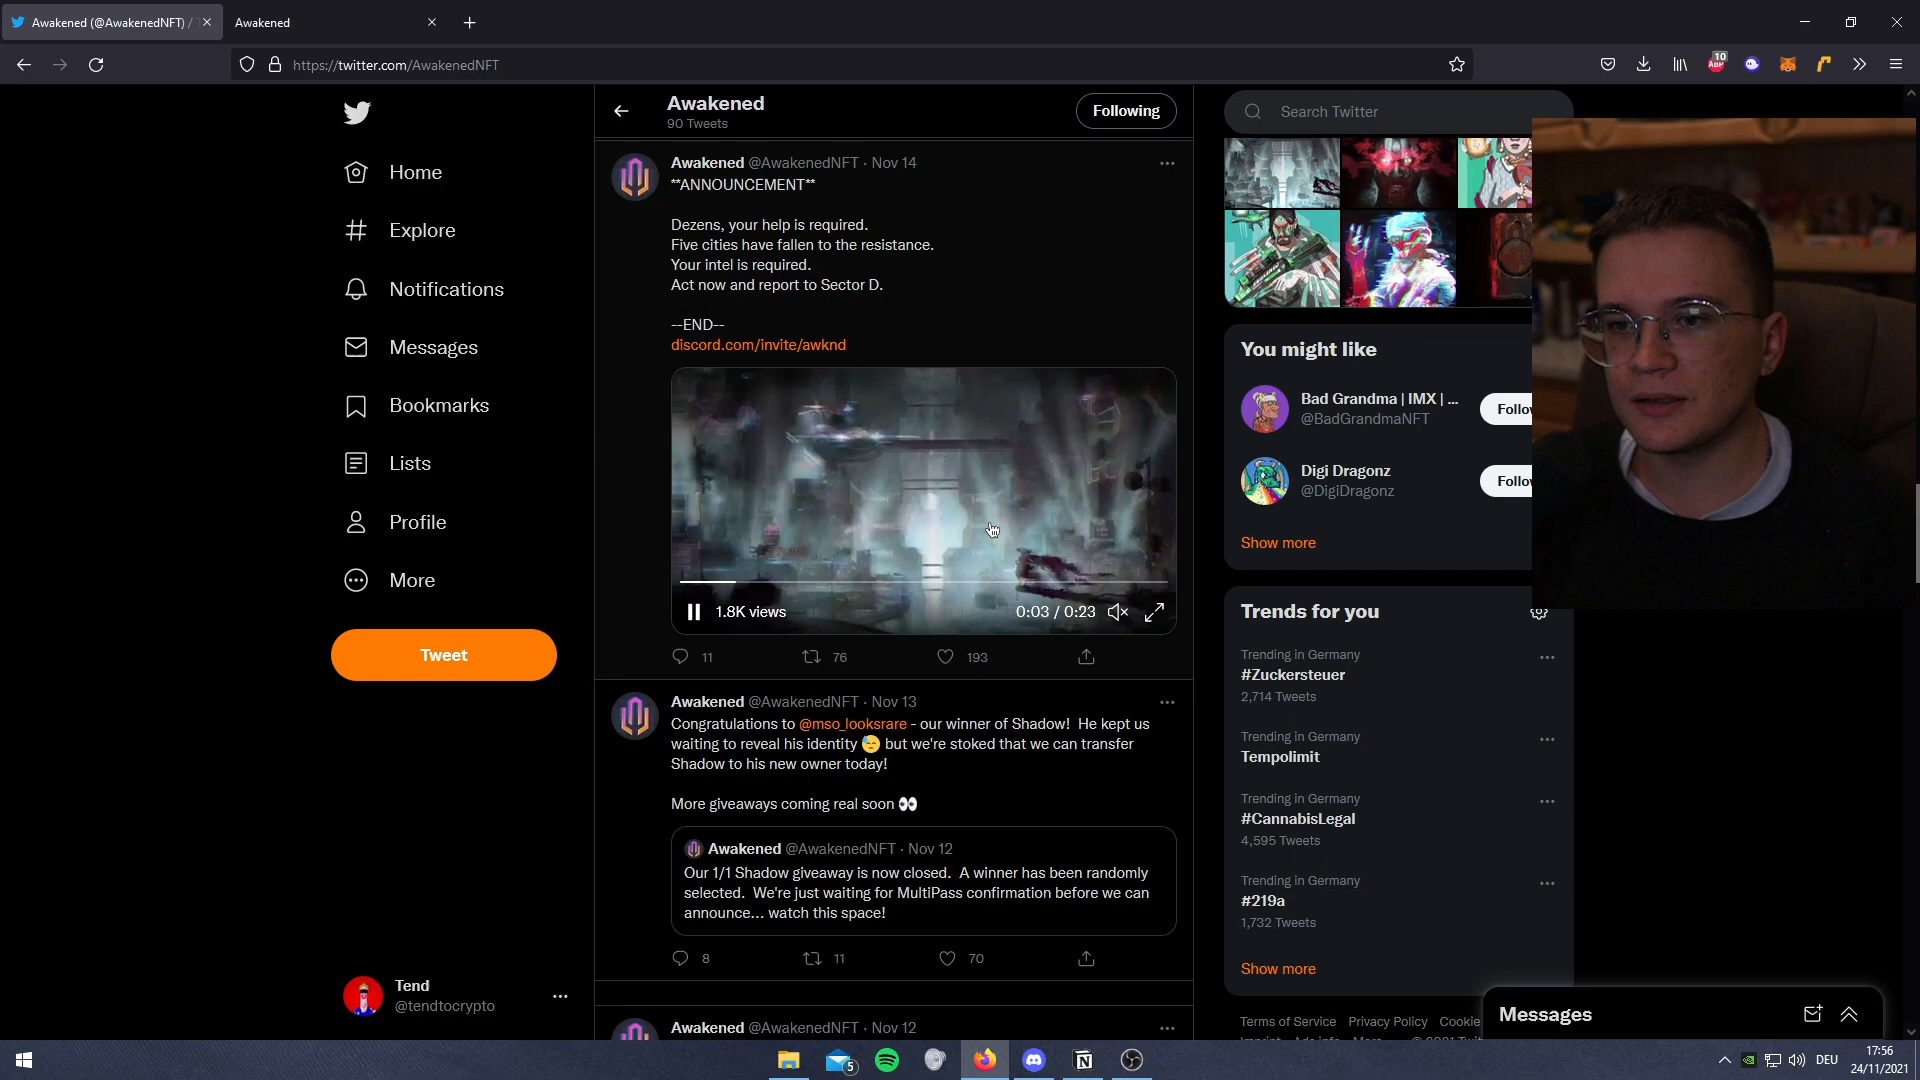 Awakened (@AwakenedNFT) / T
Awakened
https://twitter.com/AwakenedNFT
10
ABP
Home
Explore
Notifications
Messages
Bookmarks
Lists
Profile
More
Tweet
Tend
@tendtocrypto
Awakened
90 Tweets
Following
Awakened @AwakenedNFT · Nov 14
**ANNOUNCEMENT**
Dezens, your help is required.
Five cities have fallen to the resistance.
Your intel is required.
Act now and report to Sector D.
--END--
discord.com/invite/awknd
1.8K views
0:03 / 0:23
11
76
193
Awakened @AwakenedNFT · Nov 13
Congratulations to @mso_looksrare - our winner of Shadow! He kept us
waiting to reveal his identity 😓 but we're stoked that we can transfer
Shadow to his new owner today!
More giveaways coming real soon 👀
Awakened @AwakenedNFT · Nov 12
Our 1/1 Shadow giveaway is now closed. A winner has been randomly
selected. We're just waiting for MultiPass confirmation before we can
announce... watch this space!
8
11
70
Awakened @AwakenedNFT · Nov 12
Search Twitter
You might like
Bad Grandma | IMX | ...
@BadGrandmaNFT
Follow
Digi Dragonz
@DigiDragonz
Follow
Show more
Trends for you
Trending in Germany
#Zuckersteuer
2,714 Tweets
Trending in Germany
Tempolimit
Trending in Germany
#CannabisLegal
4,595 Tweets
Trending in Germany
#219a
1,732 Tweets
Show more
Terms of Service Privacy Policy Cookie
Messages
5
DEU
17:56
24/11/2021